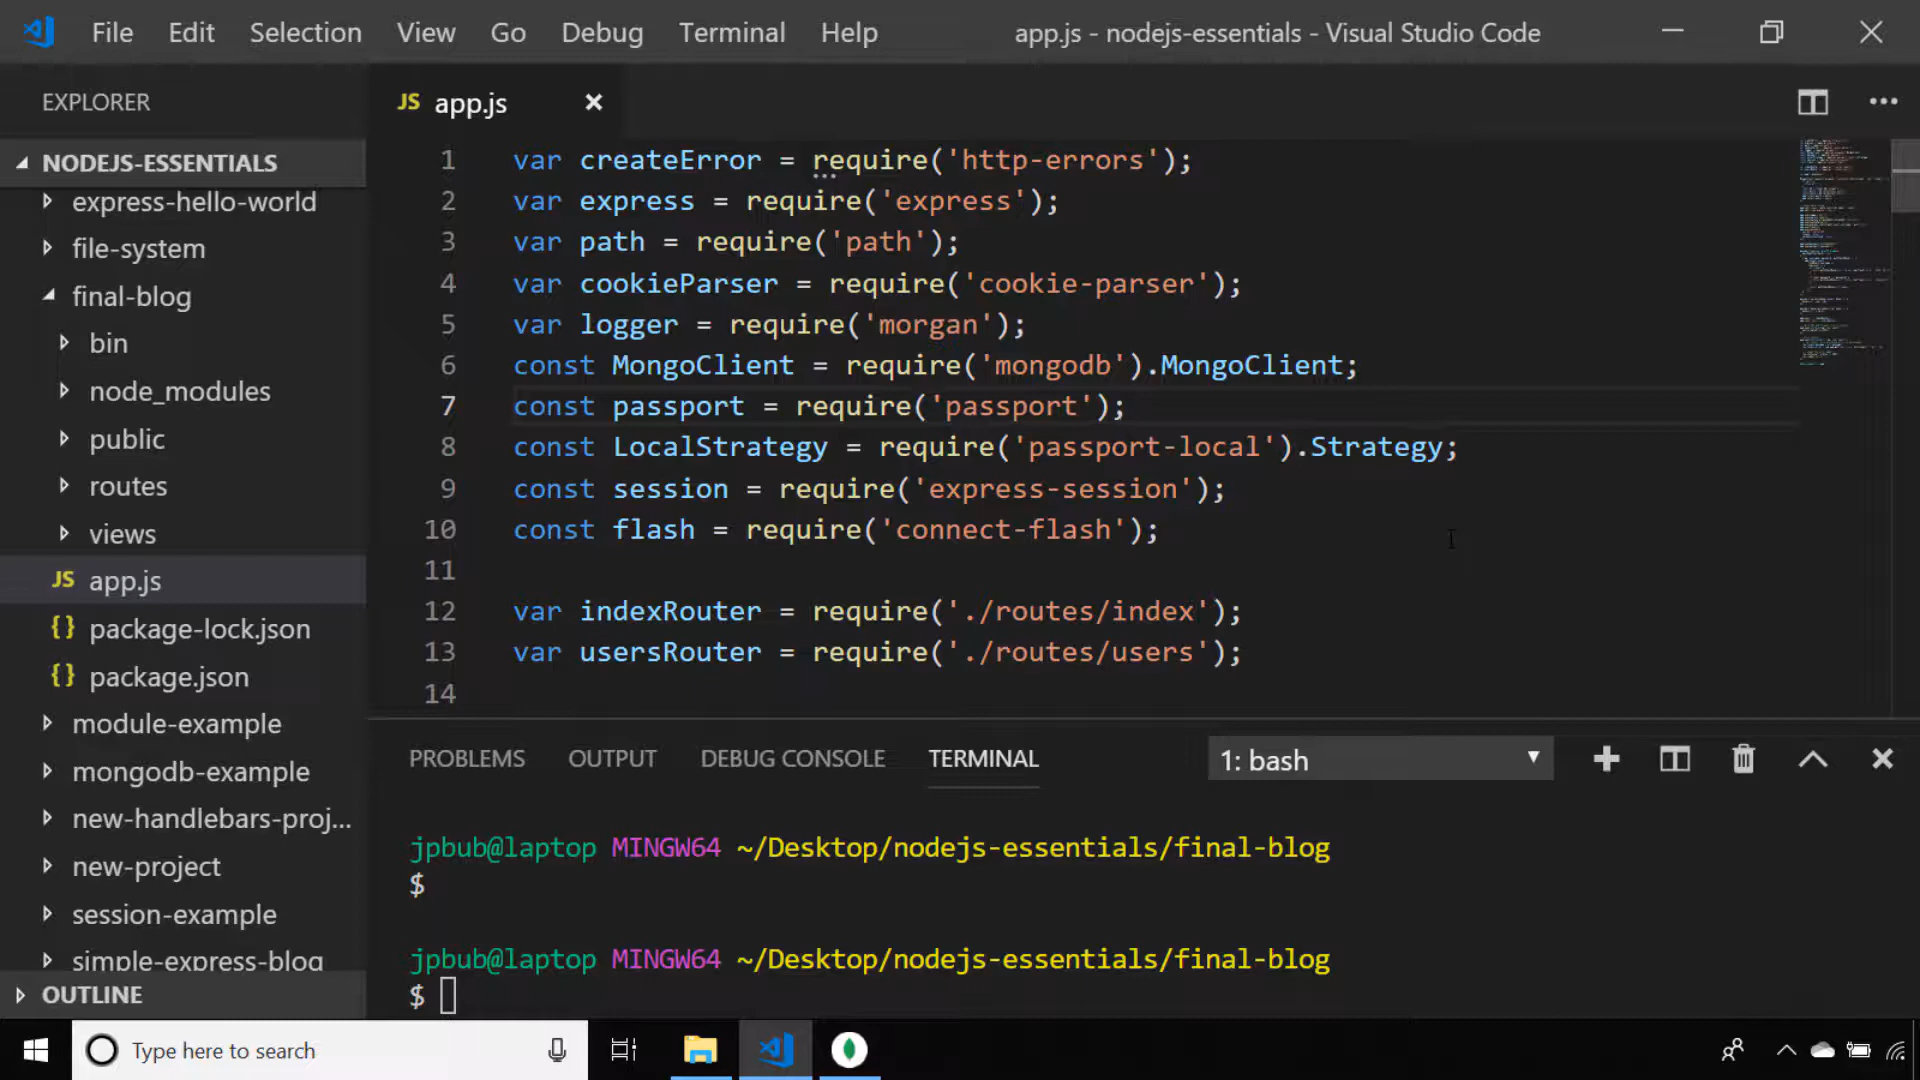 File Edit Selection View Go Debug Terminal Help
app.js - nodejs-essentials - Visual Studio Code
EXPLORER
NODEJS-ESSENTIALS
express-hello-world
file-system
final-blog
bin
node_modules
public
routes
views
JS app.js
{} package-lock.json
{} package.json
module-example
mongodb-example
new-handlebars-proj...
new-project
session-example
simple-express-blog
OUTLINE
JS app.js
1 var createError = require('http-errors');
2 var express = require('express');
3 var path = require('path');
4 var cookieParser = require('cookie-parser');
5 var logger = require('morgan');
6 const MongoClient = require('mongodb').MongoClient;
7 const passport = require('passport');
8 const LocalStrategy = require('passport-local').Strategy;
9 const session = require('express-session');
10 const flash = require('connect-flash');
11
12 var indexRouter = require('./routes/index');
13 var usersRouter = require('./routes/users');
14
PROBLEMS OUTPUT DEBUG CONSOLE TERMINAL 1: bash
jpbub@laptop MINGW64 ~/Desktop/nodejs-essentials/final-blog
$
jpbub@laptop MINGW64 ~/Desktop/nodejs-essentials/final-blog
$
Type here to search